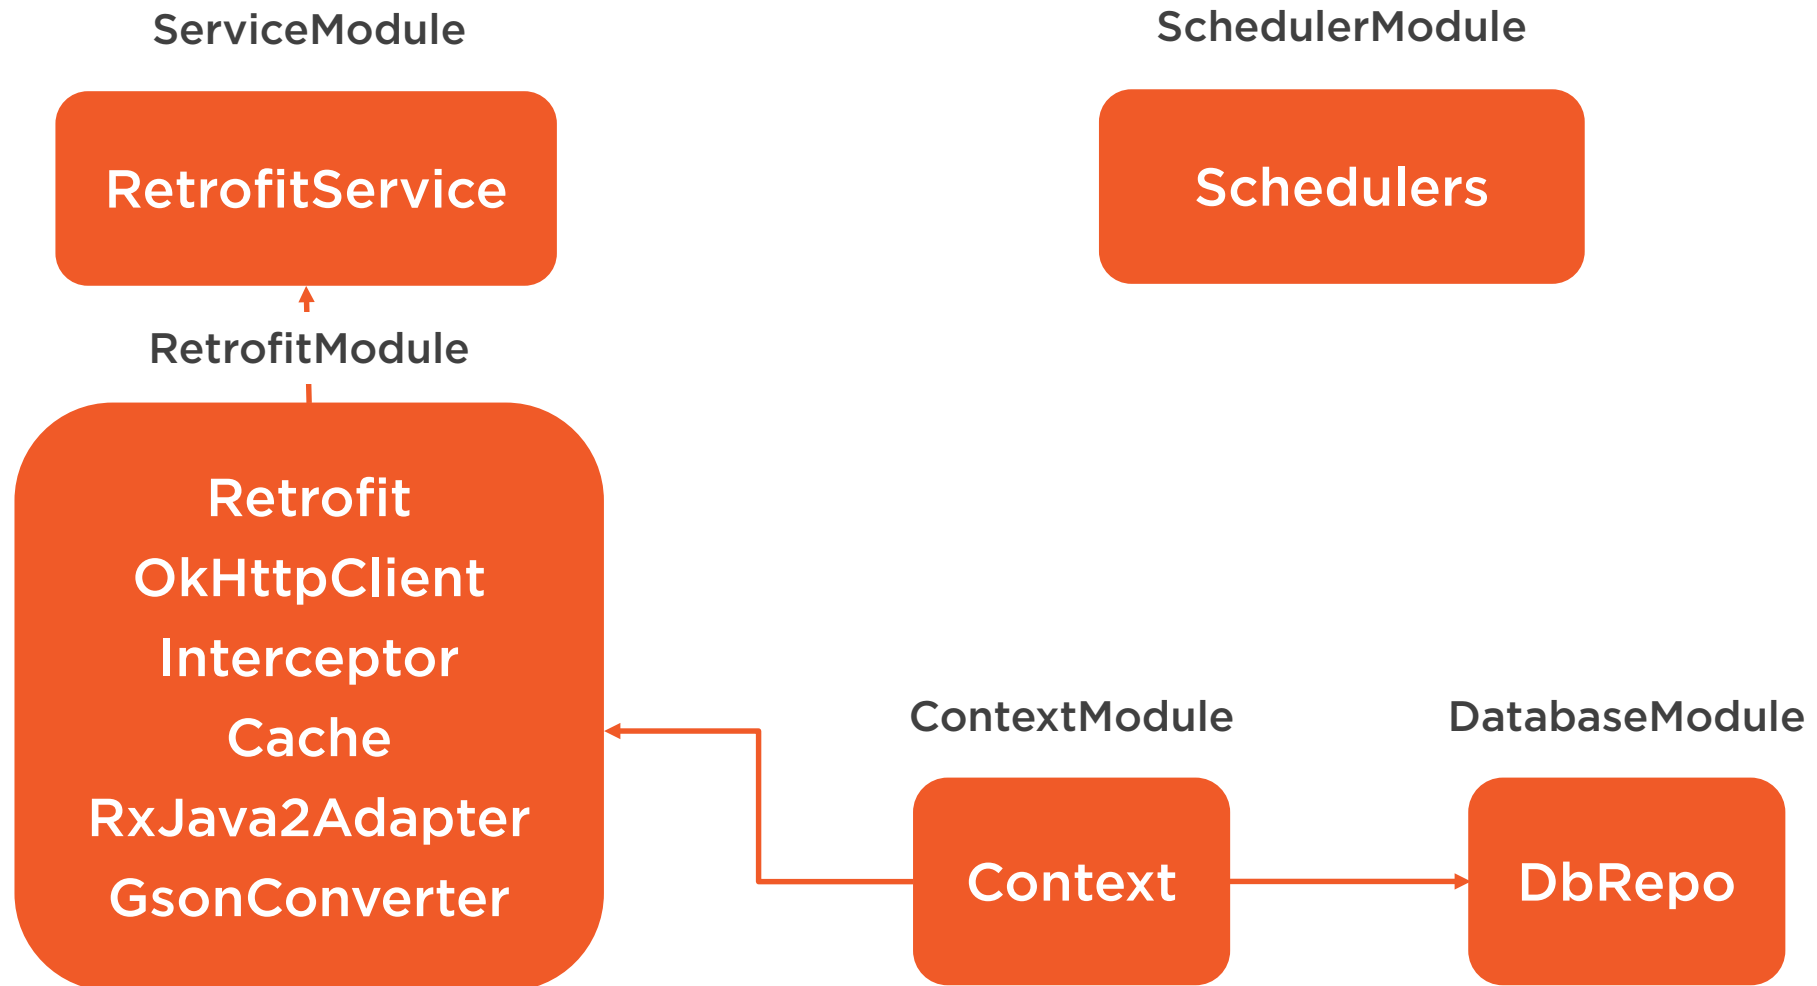 ServiceModule
SchedulerModule
RetrofitService
Schedulers
RetrofitModule
Retrofit
OkHttpClient
Interceptor
Cache
RxJava2Adapter
GsonConverter
ContextModule
DatabaseModule
Context
DbRepo